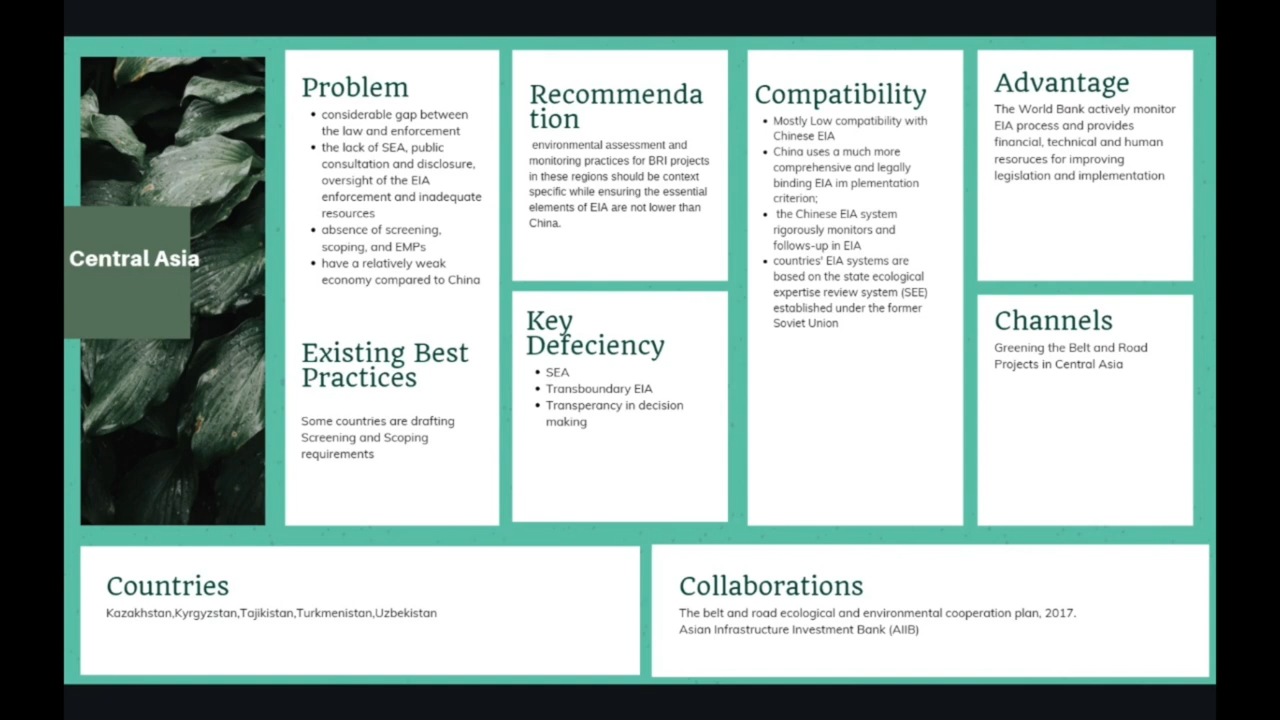 Central Asia
Problem
• considerable gap between
the law and enforcement
• the lack of SEA, public
consultation and disclosure,
oversight of the EIA
enforcement and inadequate
resources
• absence of screening,
scoping, and EMPs
• have a relatively weak
economy compared to China
Existing Best
Practices
Some countries are drafting
Screening and Scoping
requirements
Recommenda
tion
environmental assessment and
monitoring practices for BRI projects
in these regions should be context
specific while ensuring the essential
elements of EIA are not lower than
China.
Key
Defeciency
• SEA
• Transboundary EIA
• Transperancy in decision
making
Compatibility
• Mostly Low compatibility with
Chinese EIA
• China uses a much more
comprehensive and legally
binding EIA im plementation
criterion;
• the Chinese EIA system
rigorously monitors and
follows-up in EIA
• countries' EIA systems are
based on the state ecological
expertise review system (SEE)
established under the former
Soviet Union
Advantage
The World Bank actively monitor
EIA process and provides
financial, technical and human
resoruces for improving
legislation and implementation
Channels
Greening the Belt and Road
Projects in Central Asia
Countries
Kazakhstan,Kyrgyzstan,Tajikistan,Turkmenistan,Uzbekistan
Collaborations
The belt and road ecological and environmental cooperation plan, 2017.
Asian Infrastructure Investment Bank (AIIB)